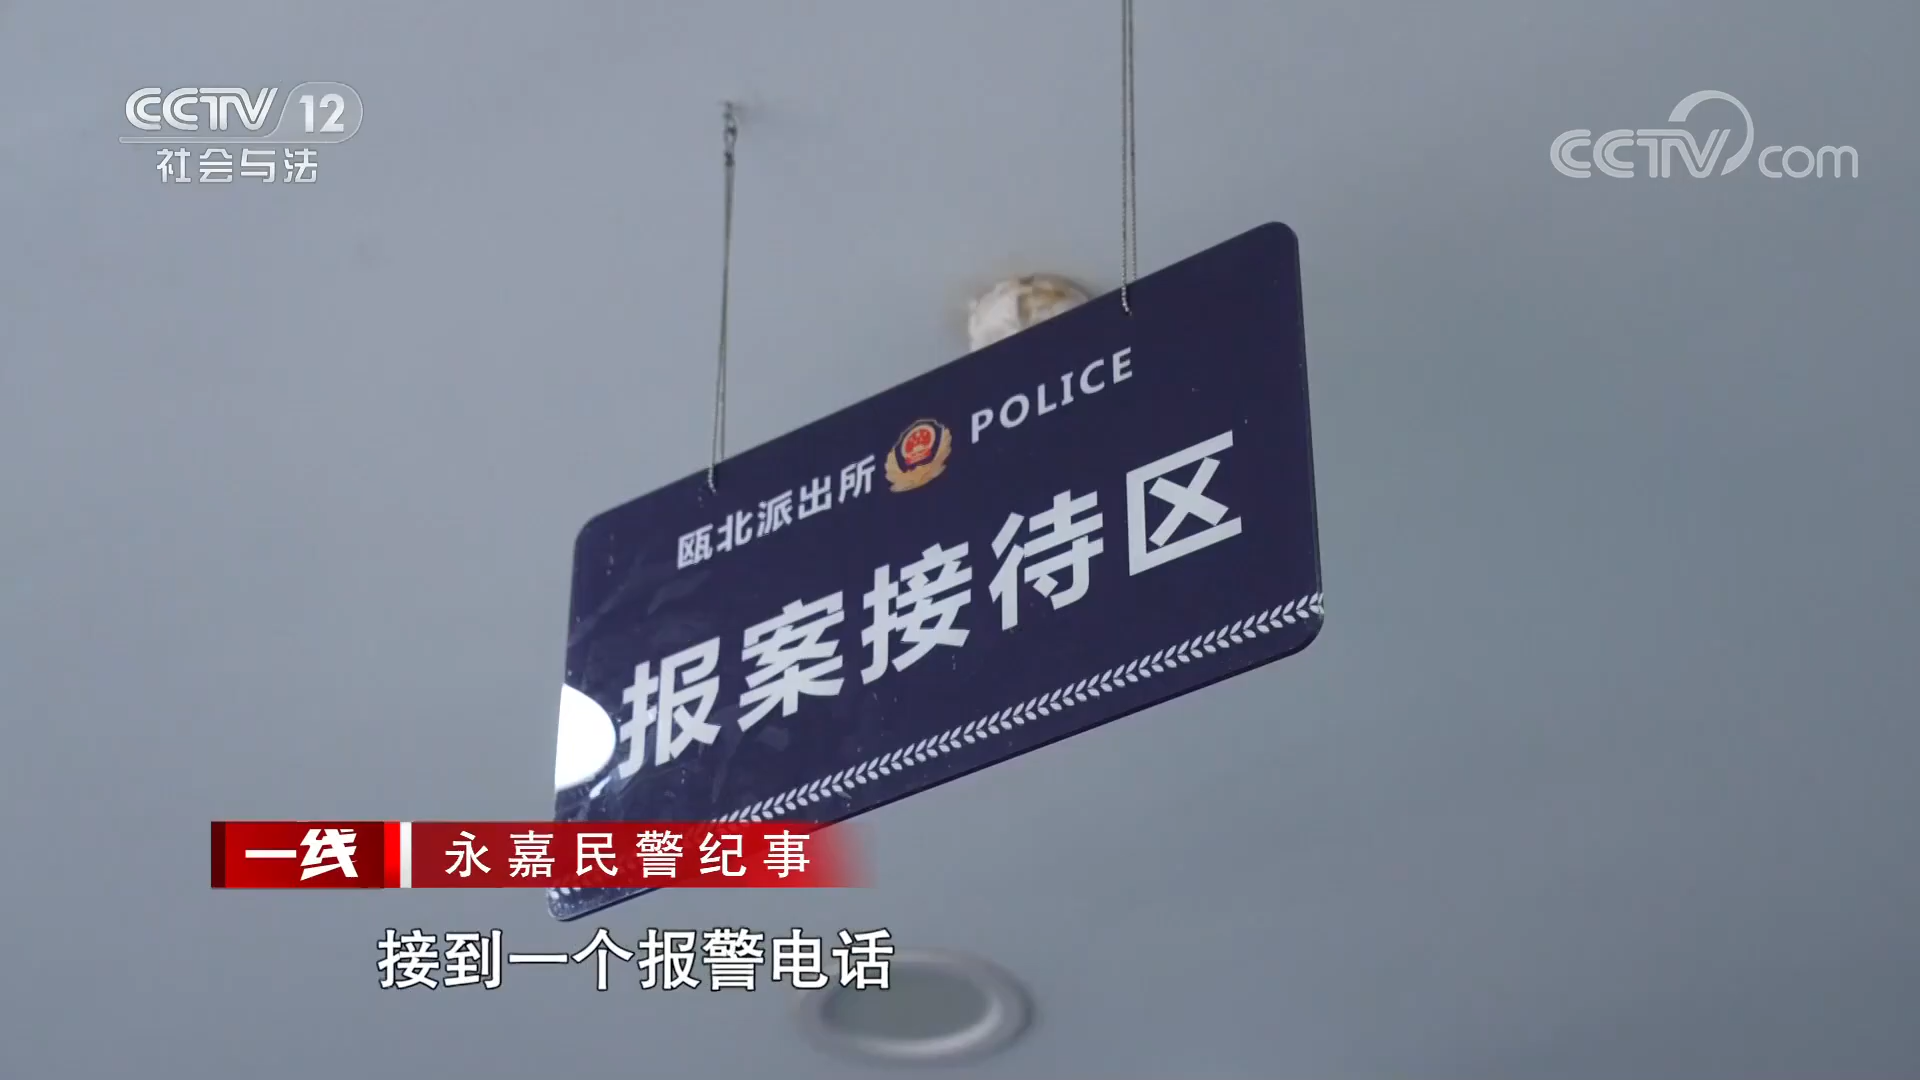 CCTV 12
社会与法
CCTV com
瓯北派出所 POLICE
报案接待区
一线 永嘉民警纪事
接到一个报警电话